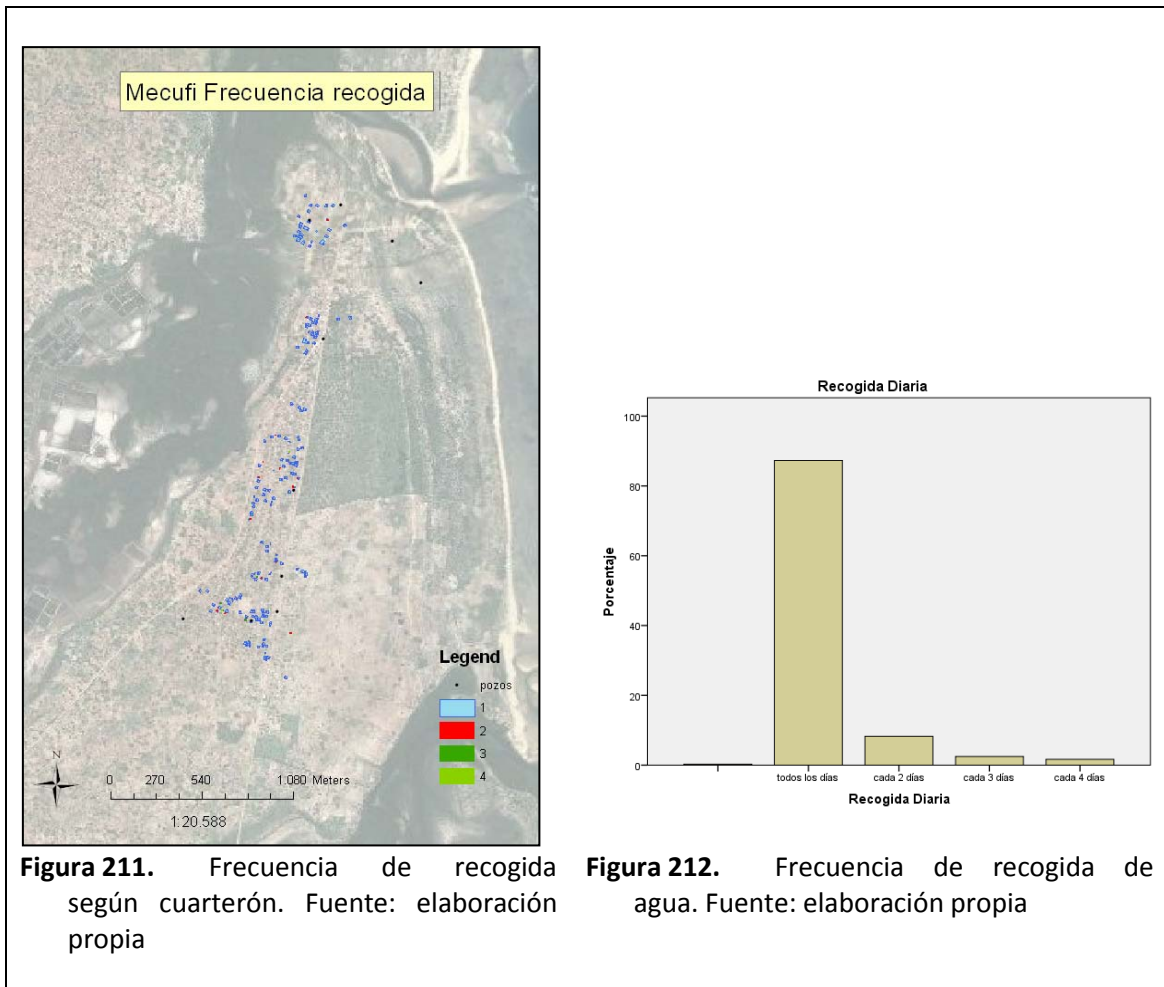 Mecufi Frecuencia recogida
Legend
pozos
1
2
3
4
N
0 270 540 1.080 Meters
1:20.588
Figura 211. Frecuencia de recogida
según cuarterón. Fuente: elaboración
propia
Recogida Diaria
100
80
60
40
20
0
Porcentaje
todos los días cada 2 días cada 3 días cada 4 días
Recogida Diaria
Figura 212. Frecuencia de recogida de
agua. Fuente: elaboración propia